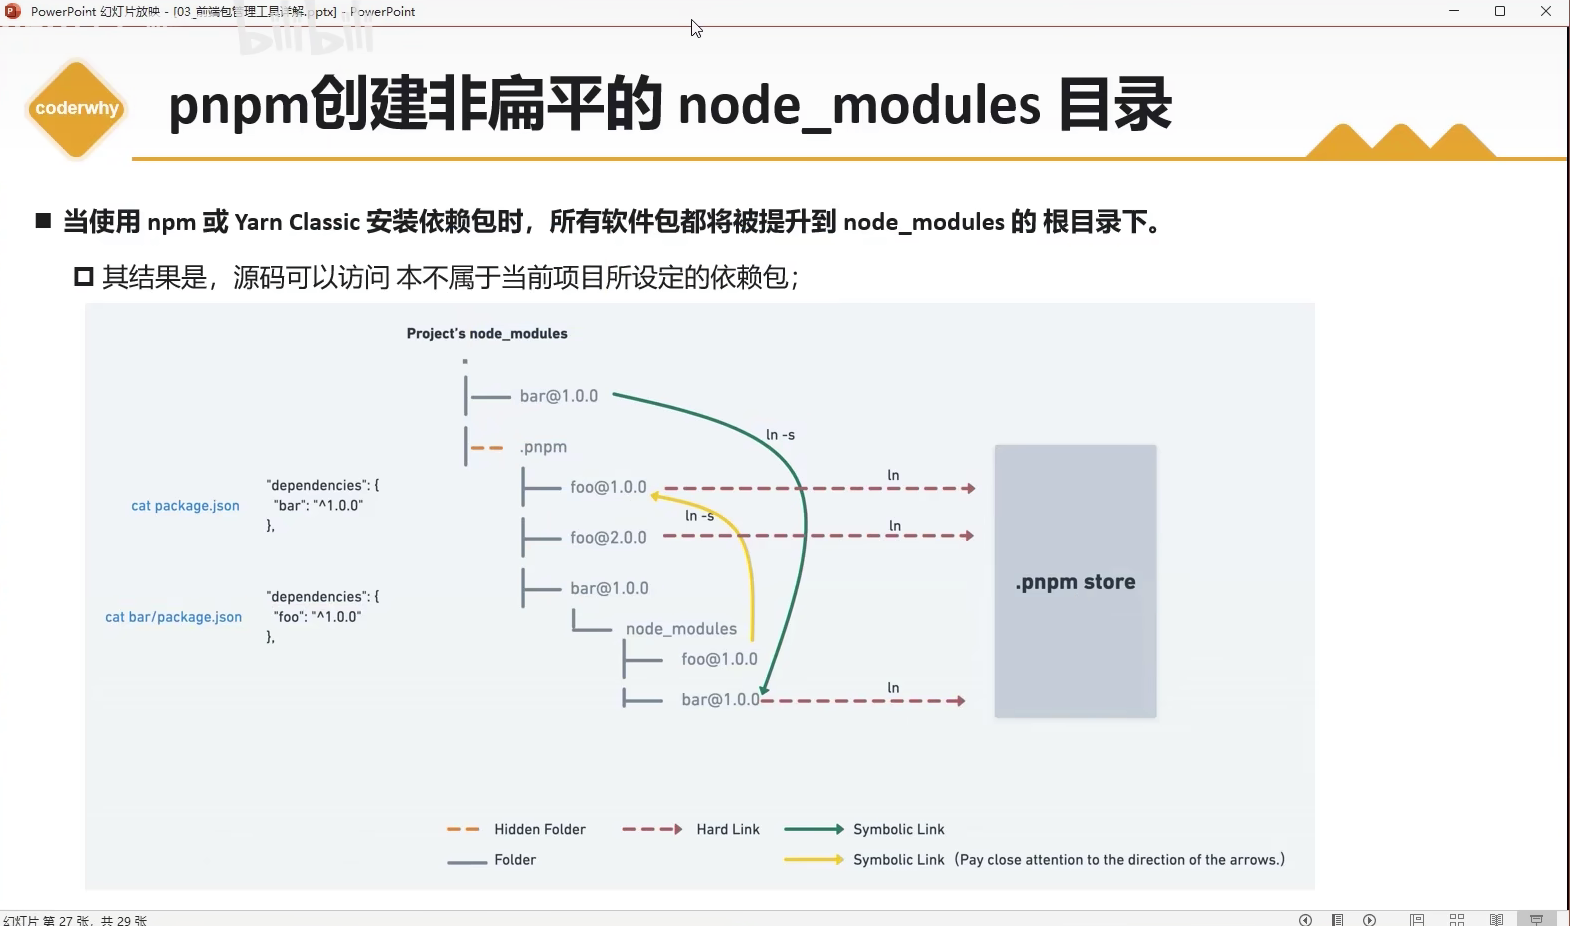 PowerPoint 幻灯片放映 - [03_前端包管理工具详解.pptx] - PowerPoint
bilibili
coderwhy
pnpm创建非扁平的 node_modules 目录
当使用 npm 或 Yarn Classic 安装依赖包时，所有软件包都将被提升到 node_modules 的 根目录下。
其结果是，源码可以访问 本不属于当前项目所设定的依赖包；
Project's node_modules
.
bar@1.0.0
ln -s
.pnpm
foo@1.0.0
ln
ln -s
foo@2.0.0
ln
bar@1.0.0
node_modules
foo@1.0.0
bar@1.0.0
ln
cat package.json
"dependencies": {
"bar": "^1.0.0"
},
cat bar/package.json
"dependencies": {
"foo": "^1.0.0"
},
.pnpm store
Hidden Folder
Hard Link
Symbolic Link
Folder
Symbolic Link（Pay close attention to the direction of the arrows.）
幻灯片 第 27 张，共 29 张